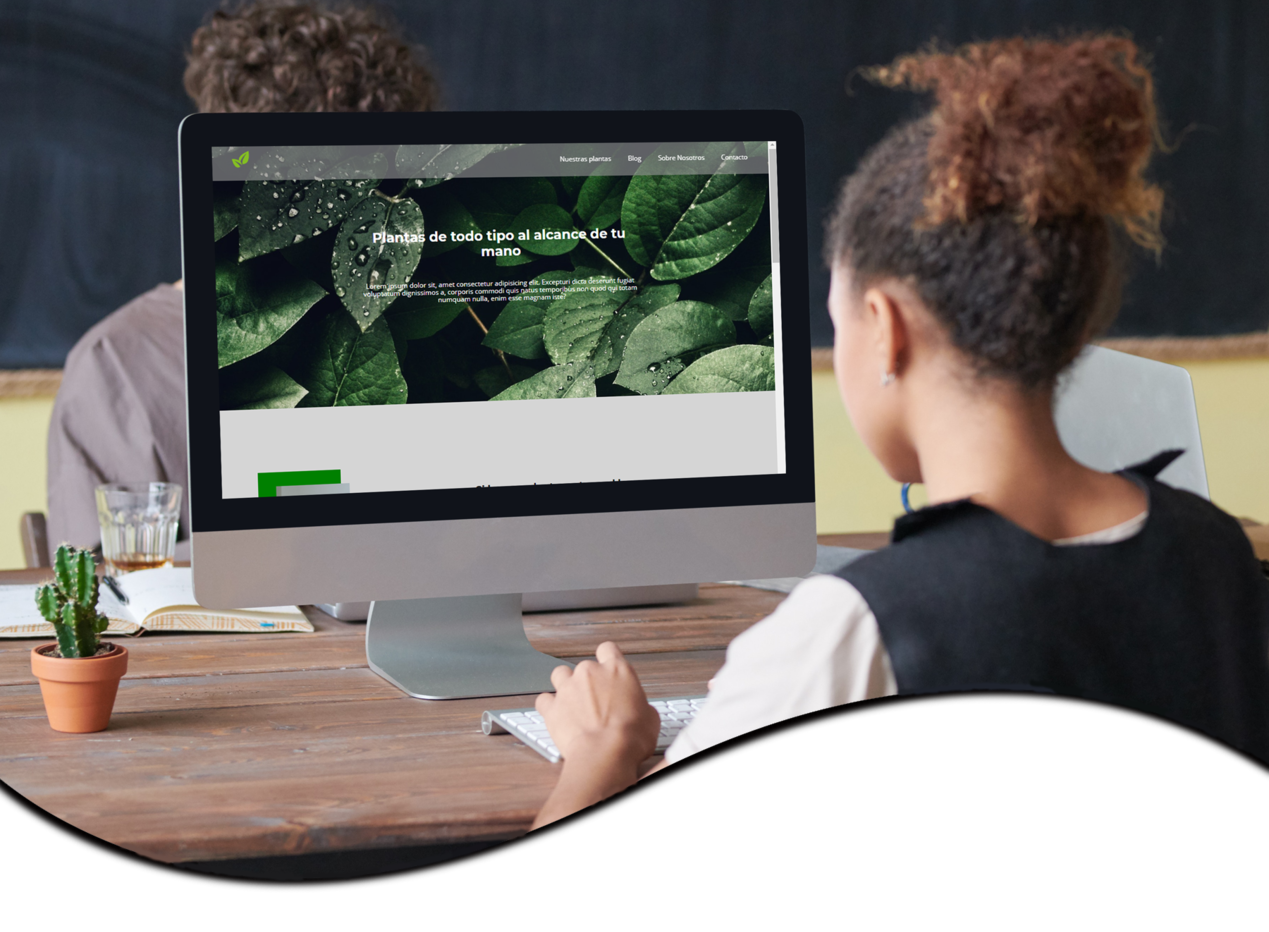 Nuestras plantas Blog Sobre Nosotros Contacto
Plantas de todo tipo al alcance de tu
mano
Lorem ipsum dolor sit, amet consectetur adipisicing elit. Excepturi dicta deserunt fugiat
voluptatum dignissimos a, corporis commodi quis natus temporibus non quod qui totam
numquam nulla, enim esse magnam iste?